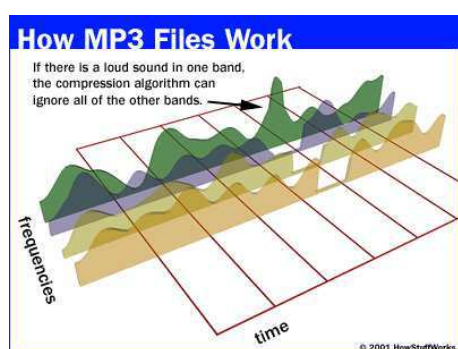 How MP3 Files Work
If there is a loud sound in one band,
the compression algorithm can
ignore all of the other bands.
frequencies
time
© 2001 HowStuffWorks